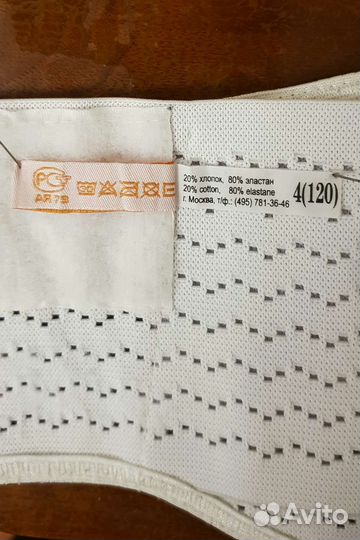 РСТ
АЯ 79
20% хлопок, 80% эластан
20% cotton, 80% elastane
г. Москва, т/ф.: (495) 781-36-46
4(120)
Avito